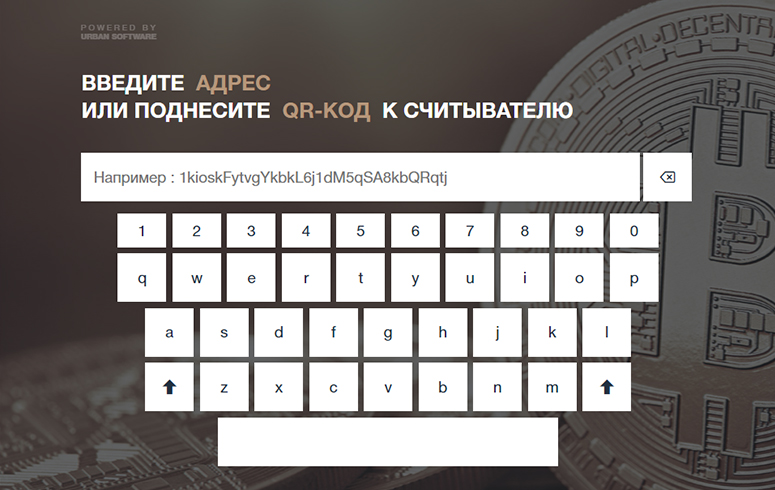 POWERED BY
URBAN SOFTWARE
ВВЕДИТЕ АДРЕС
ИЛИ ПОДНЕСИТЕ QR-КОД К СЧИТЫВАТЕЛЮ
Например : 1kioskFytvgYkbkL6j1dM5qSA8kbQRqtj
1 2 3 4 5 6 7 8 9 0
q w e r t y u i o p
a s d f g h j k l
z x c v b n m
DIGITAL DECENTRAL